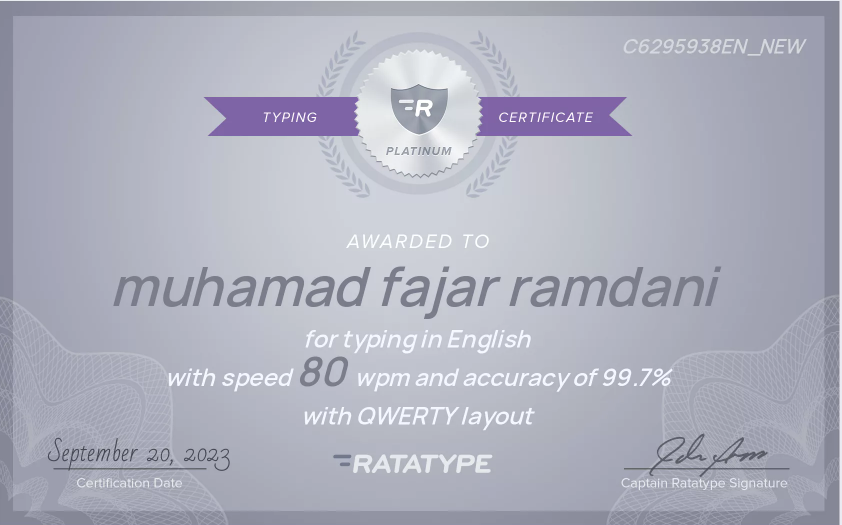 C6295938EN_NEW
TYPING
R
PLATINUM
CERTIFICATE
AWARDED TO
muhamad fajar ramdani
for typing in English
with speed 80 wpm and accuracy of 99.7%
with QWERTY layout
September 20, 2023
Certification Date
RATATYPE
Captain Ratatype Signature